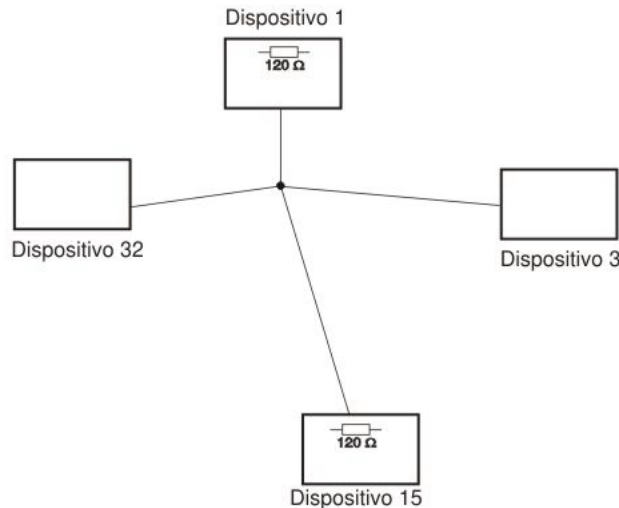 Dispositivo 1
120 Ω
Dispositivo 32
Dispositivo 3
120 Ω
Dispositivo 15